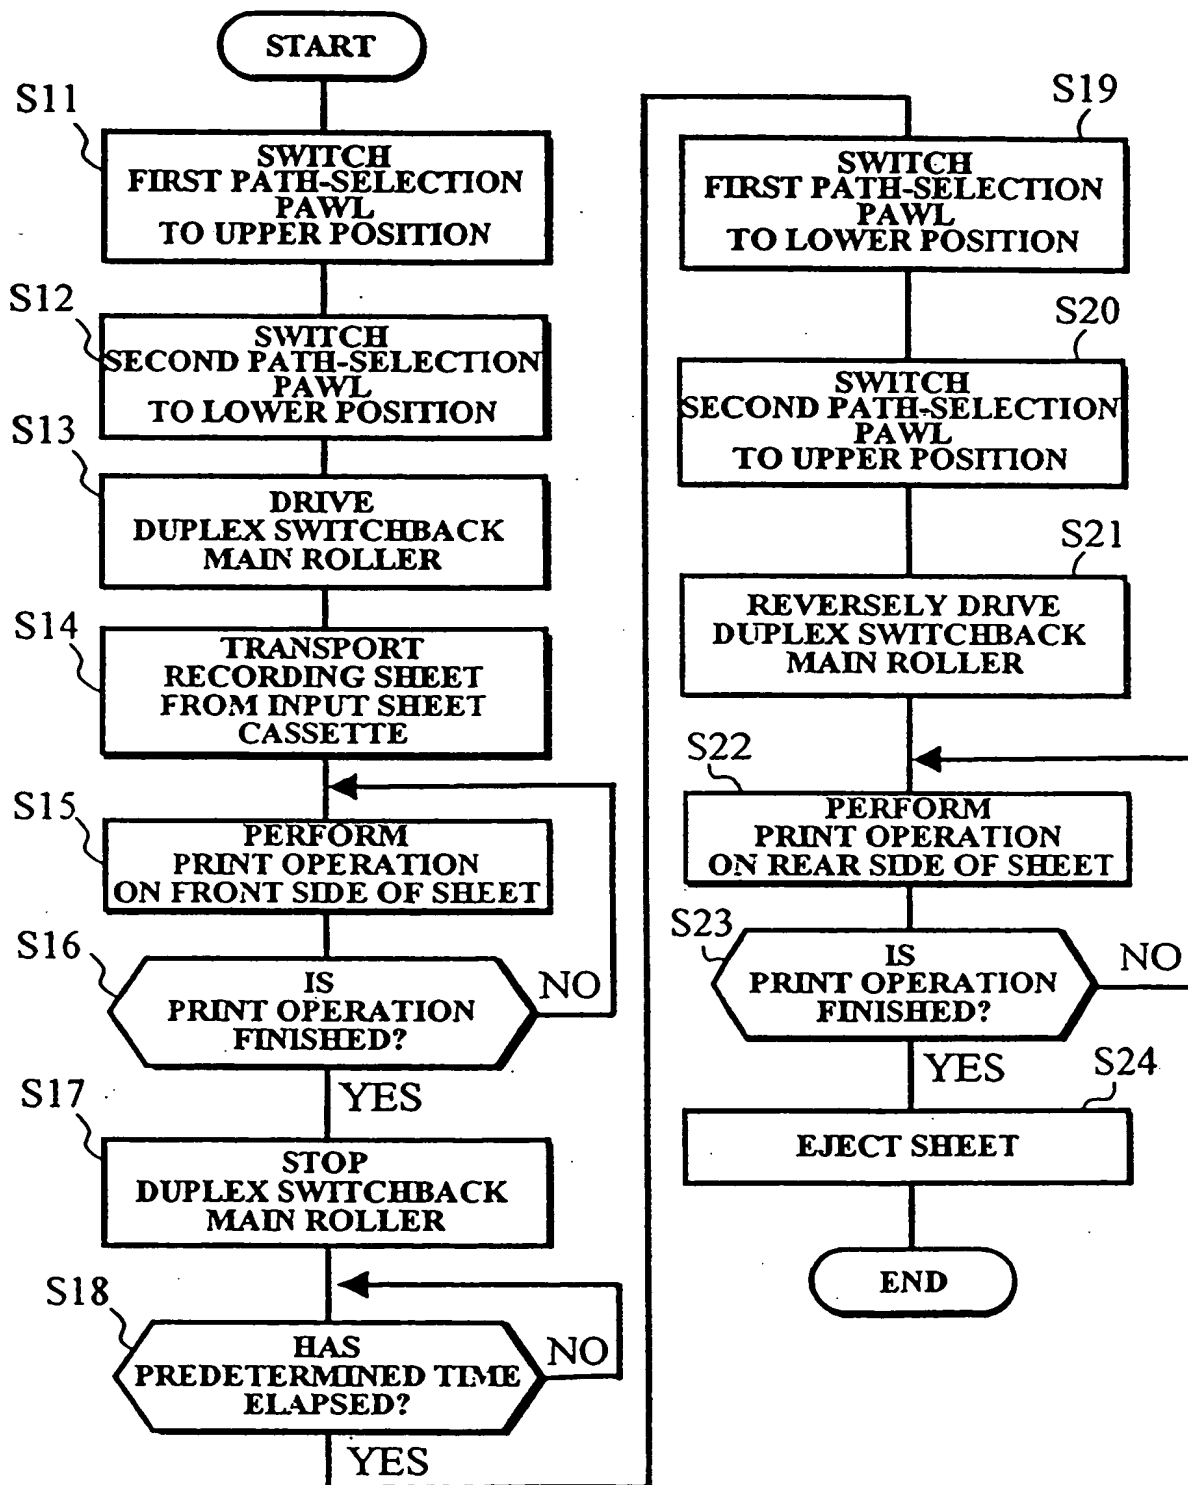 START
S11
SWITCH
FIRST PATH-SELECTION
PAWL
TO UPPER POSITION
S12
SWITCH
SECOND PATH-SELECTION
PAWL
TO LOWER POSITION
S13
DRIVE
DUPLEX SWITCHBACK
MAIN ROLLER
S14
TRANSPORT
RECORDING SHEET
FROM INPUT SHEET
CASSETTE
S15
PERFORM
PRINT OPERATION
ON FRONT SIDE OF SHEET
S16
IS
PRINT OPERATION
FINISHED?
NO
YES
S17
STOP
DUPLEX SWITCHBACK
MAIN ROLLER
S18
HAS
PREDETERMINED TIME
ELAPSED?
NO
YES
S19
SWITCH
FIRST PATH-SELECTION
PAWL
TO LOWER POSITION
S20
SWITCH
SECOND PATH-SELECTION
PAWL
TO UPPER POSITION
S21
REVERSELY DRIVE
DUPLEX SWITCHBACK
MAIN ROLLER
S22
PERFORM
PRINT OPERATION
ON REAR SIDE OF SHEET
S23
IS
PRINT OPERATION
FINISHED?
NO
YES
S24
EJECT SHEET
END